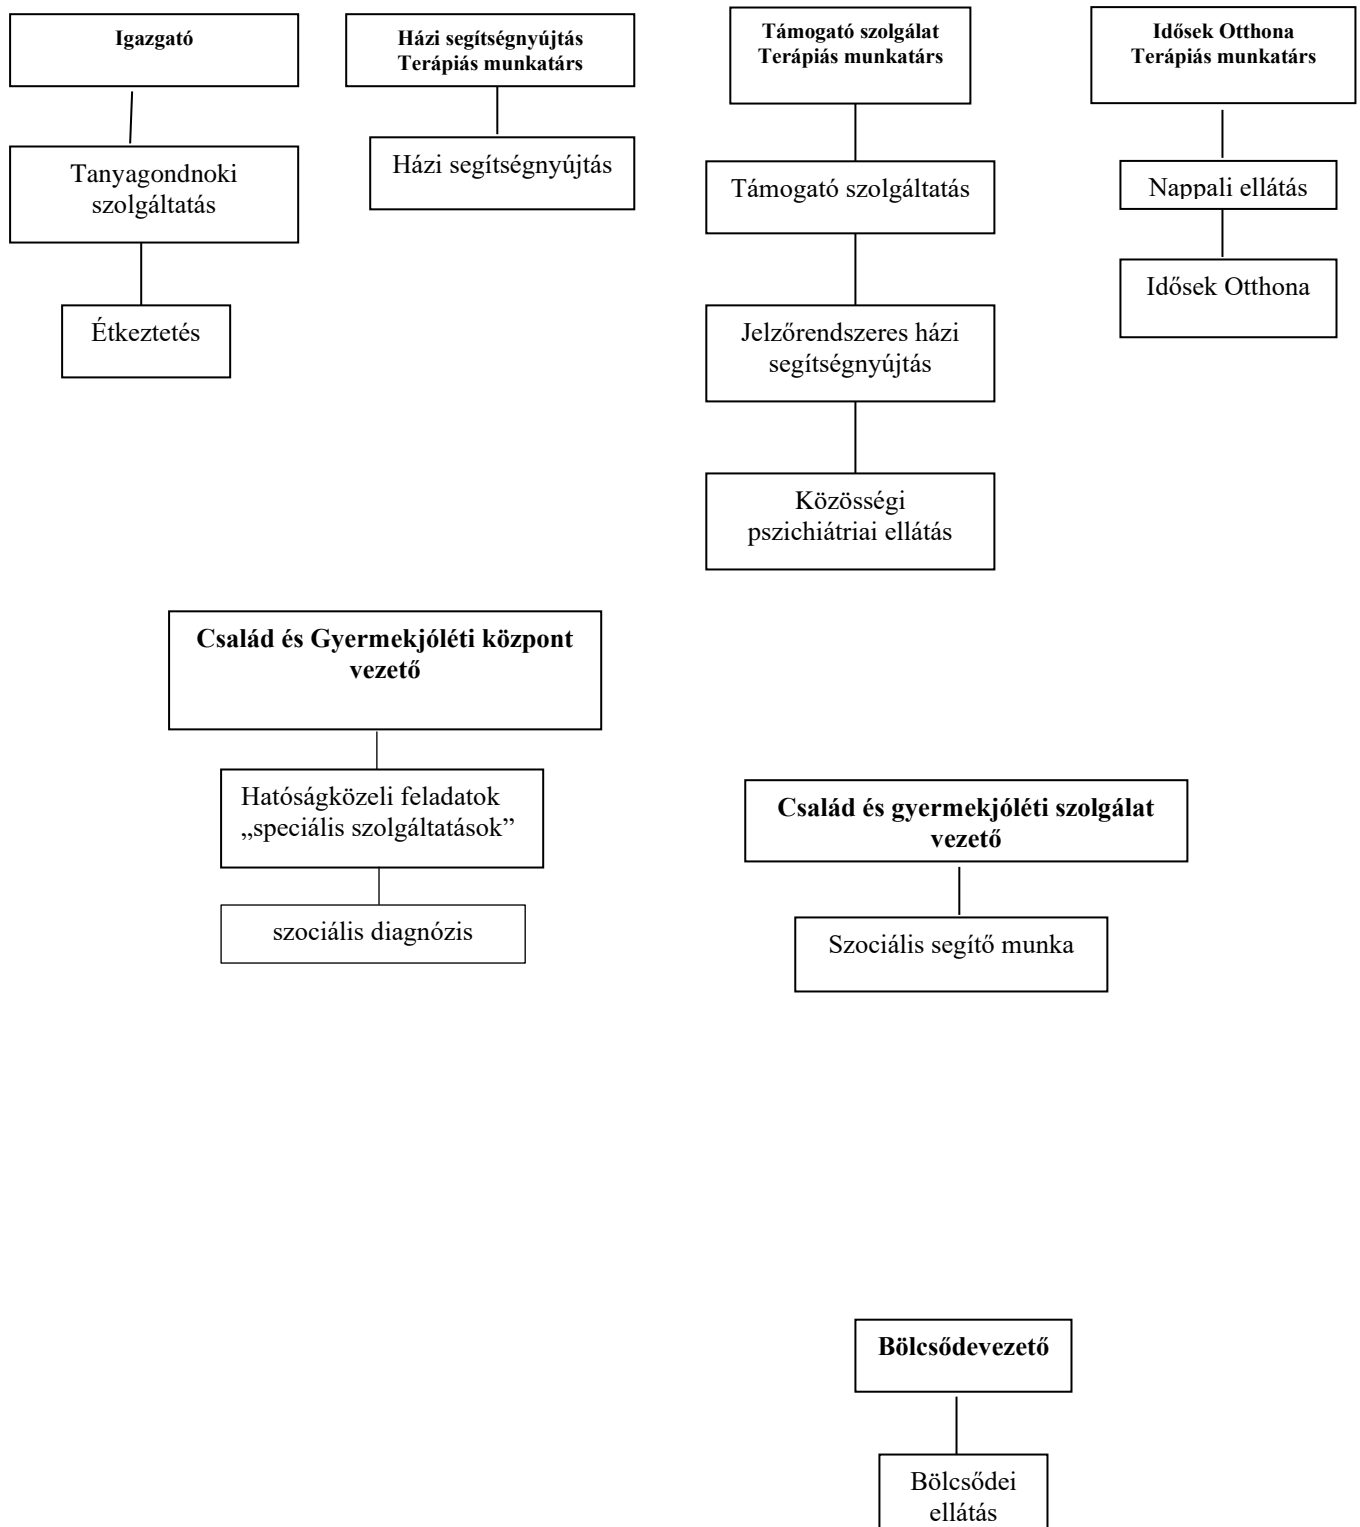 Igazgató
Házi segítségnyújtás
Terápiás munkatárs
Támogató szolgálat
Terápiás munkatárs
Idősek Otthona
Terápiás munkatárs
Tanyagondnoki
szolgáltatás
Házi segítségnyújtás
Támogató szolgáltatás
Nappali ellátás
Étkeztetés
Jelzőrendszeres házi
segítségnyújtás
Idősek Otthona
Közösségi
pszichiátriai ellátás
Család és Gyermekjóléti központ
vezető
Hatóságközeli feladatok
„speciális szolgáltatások”
szociális diagnózis
Család és gyermekjóléti szolgálat
vezető
Szociális segítő munka
Bölcsődevezető
Bölcsődei
ellátás